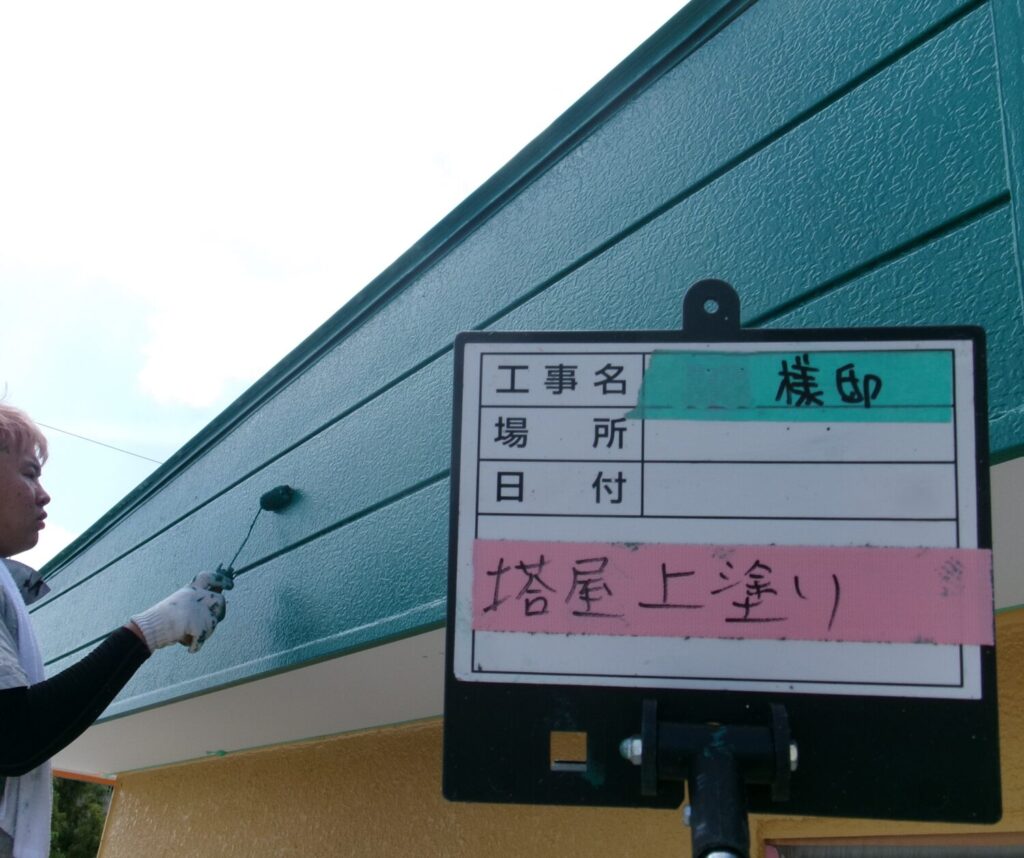 工事名 様邸
場所
日付
塔屋上塗り